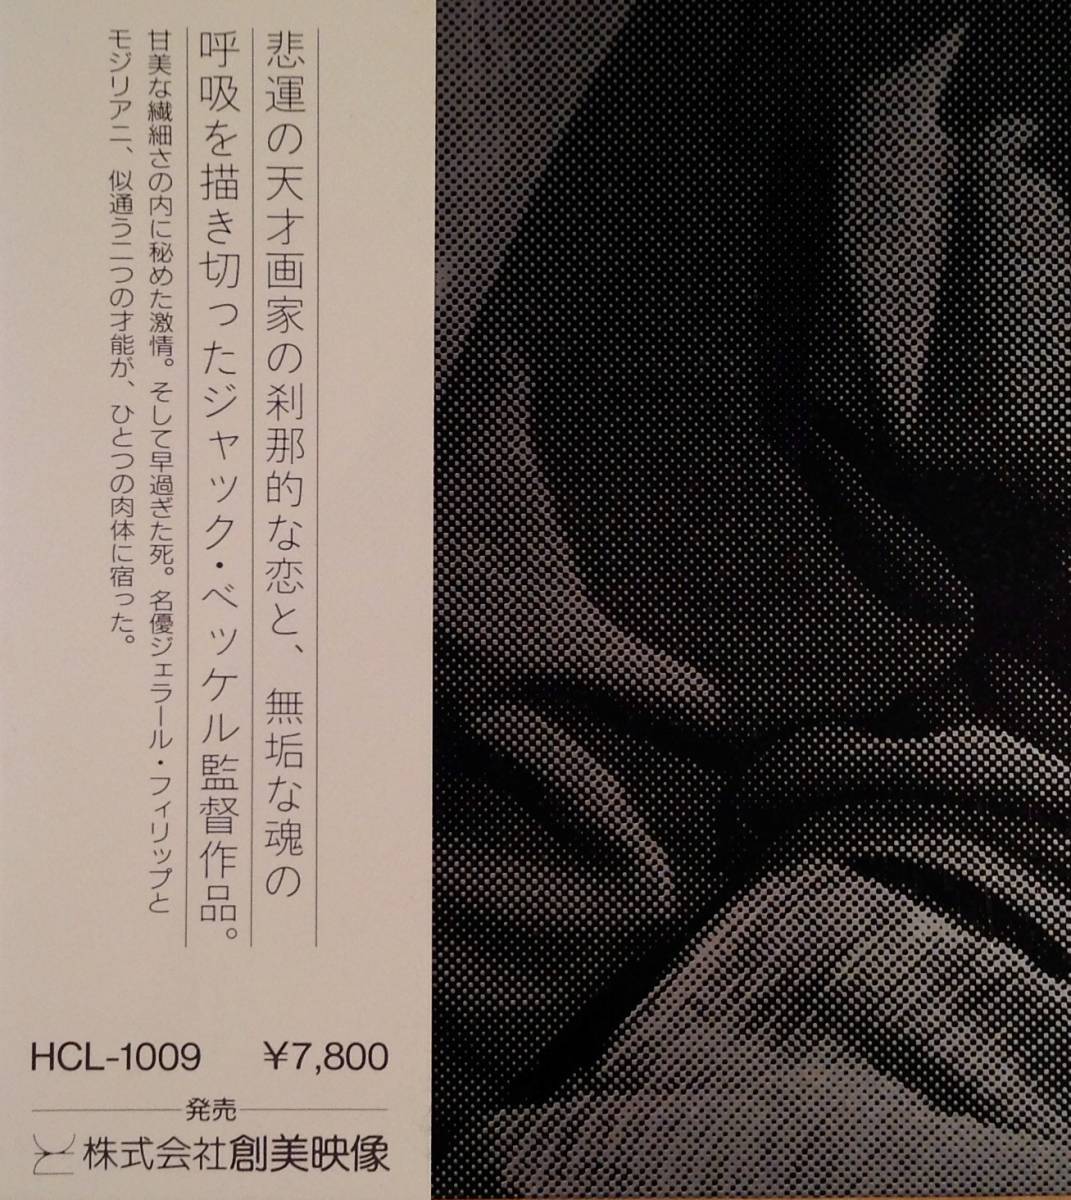 悲運の天才画家の刹那的な恋と、無垢な魂の
呼吸を描き切ったジャック・ベッケル監督作品。
甘美な繊細さの内に秘めた激情。そして早過ぎた死。名優ジェラール・フィリップと
モジリアニ、似通う二つの才能が、ひとつの肉体に宿った。
HCL-1009 ¥7,800
発売
株式会社創美映像